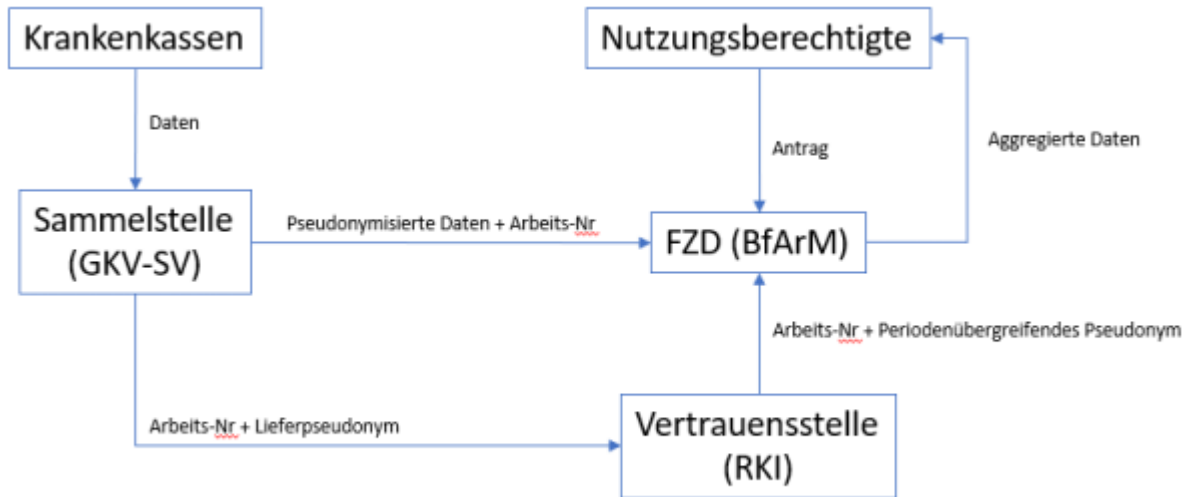 Krankenkassen
Nutzungsberechtigte
Daten
Antrag
Aggregierte Daten
Sammelstelle
(GKV-SV)
Pseudonymisierte Daten + Arbeits-Nr
FZD (BfArM)
Arbeits-Nr + Periodenübergreifendes Pseudonym
Arbeits-Nr + Lieferpseudonym
Vertrauensstelle
(RKI)